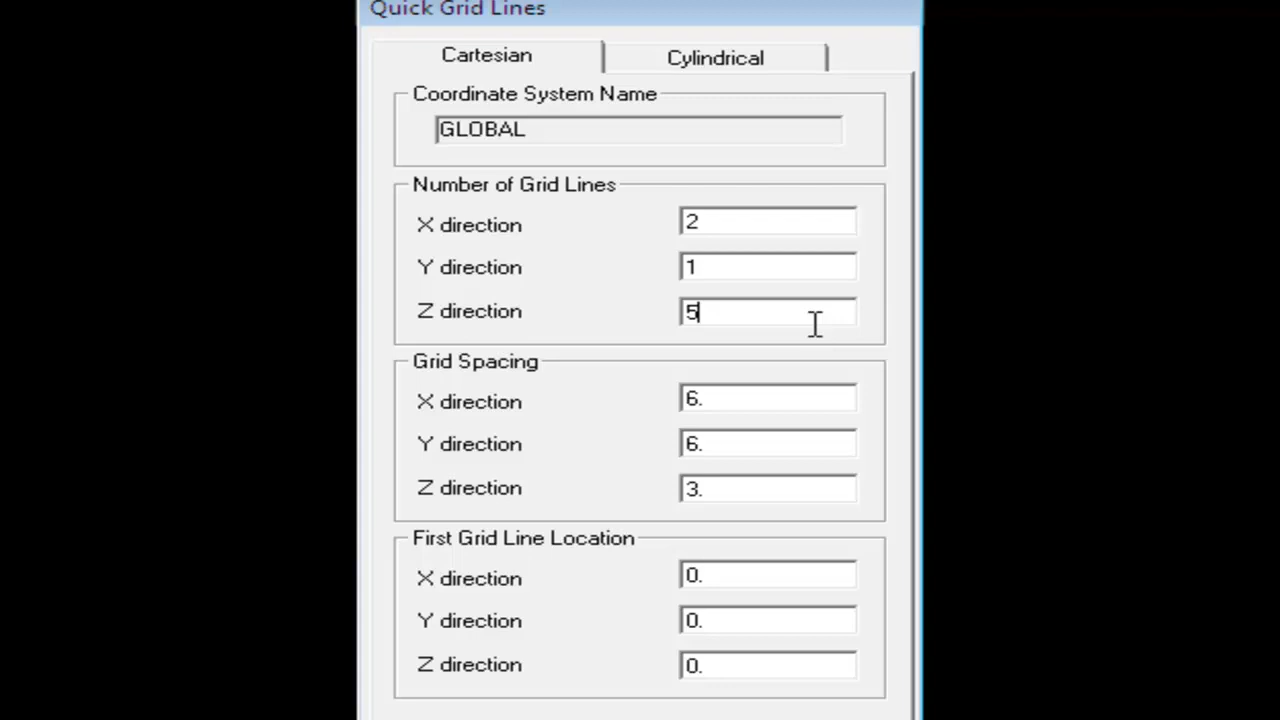 Quick Grid Lines
Cartesian
Cylindrical
Coordinate System Name
GLOBAL
Number of Grid Lines
X direction 2
Y direction 1
Z direction 5
Grid Spacing
X direction 6.
Y direction 6.
Z direction 3.
First Grid Line Location
X direction 0.
Y direction 0.
Z direction 0.